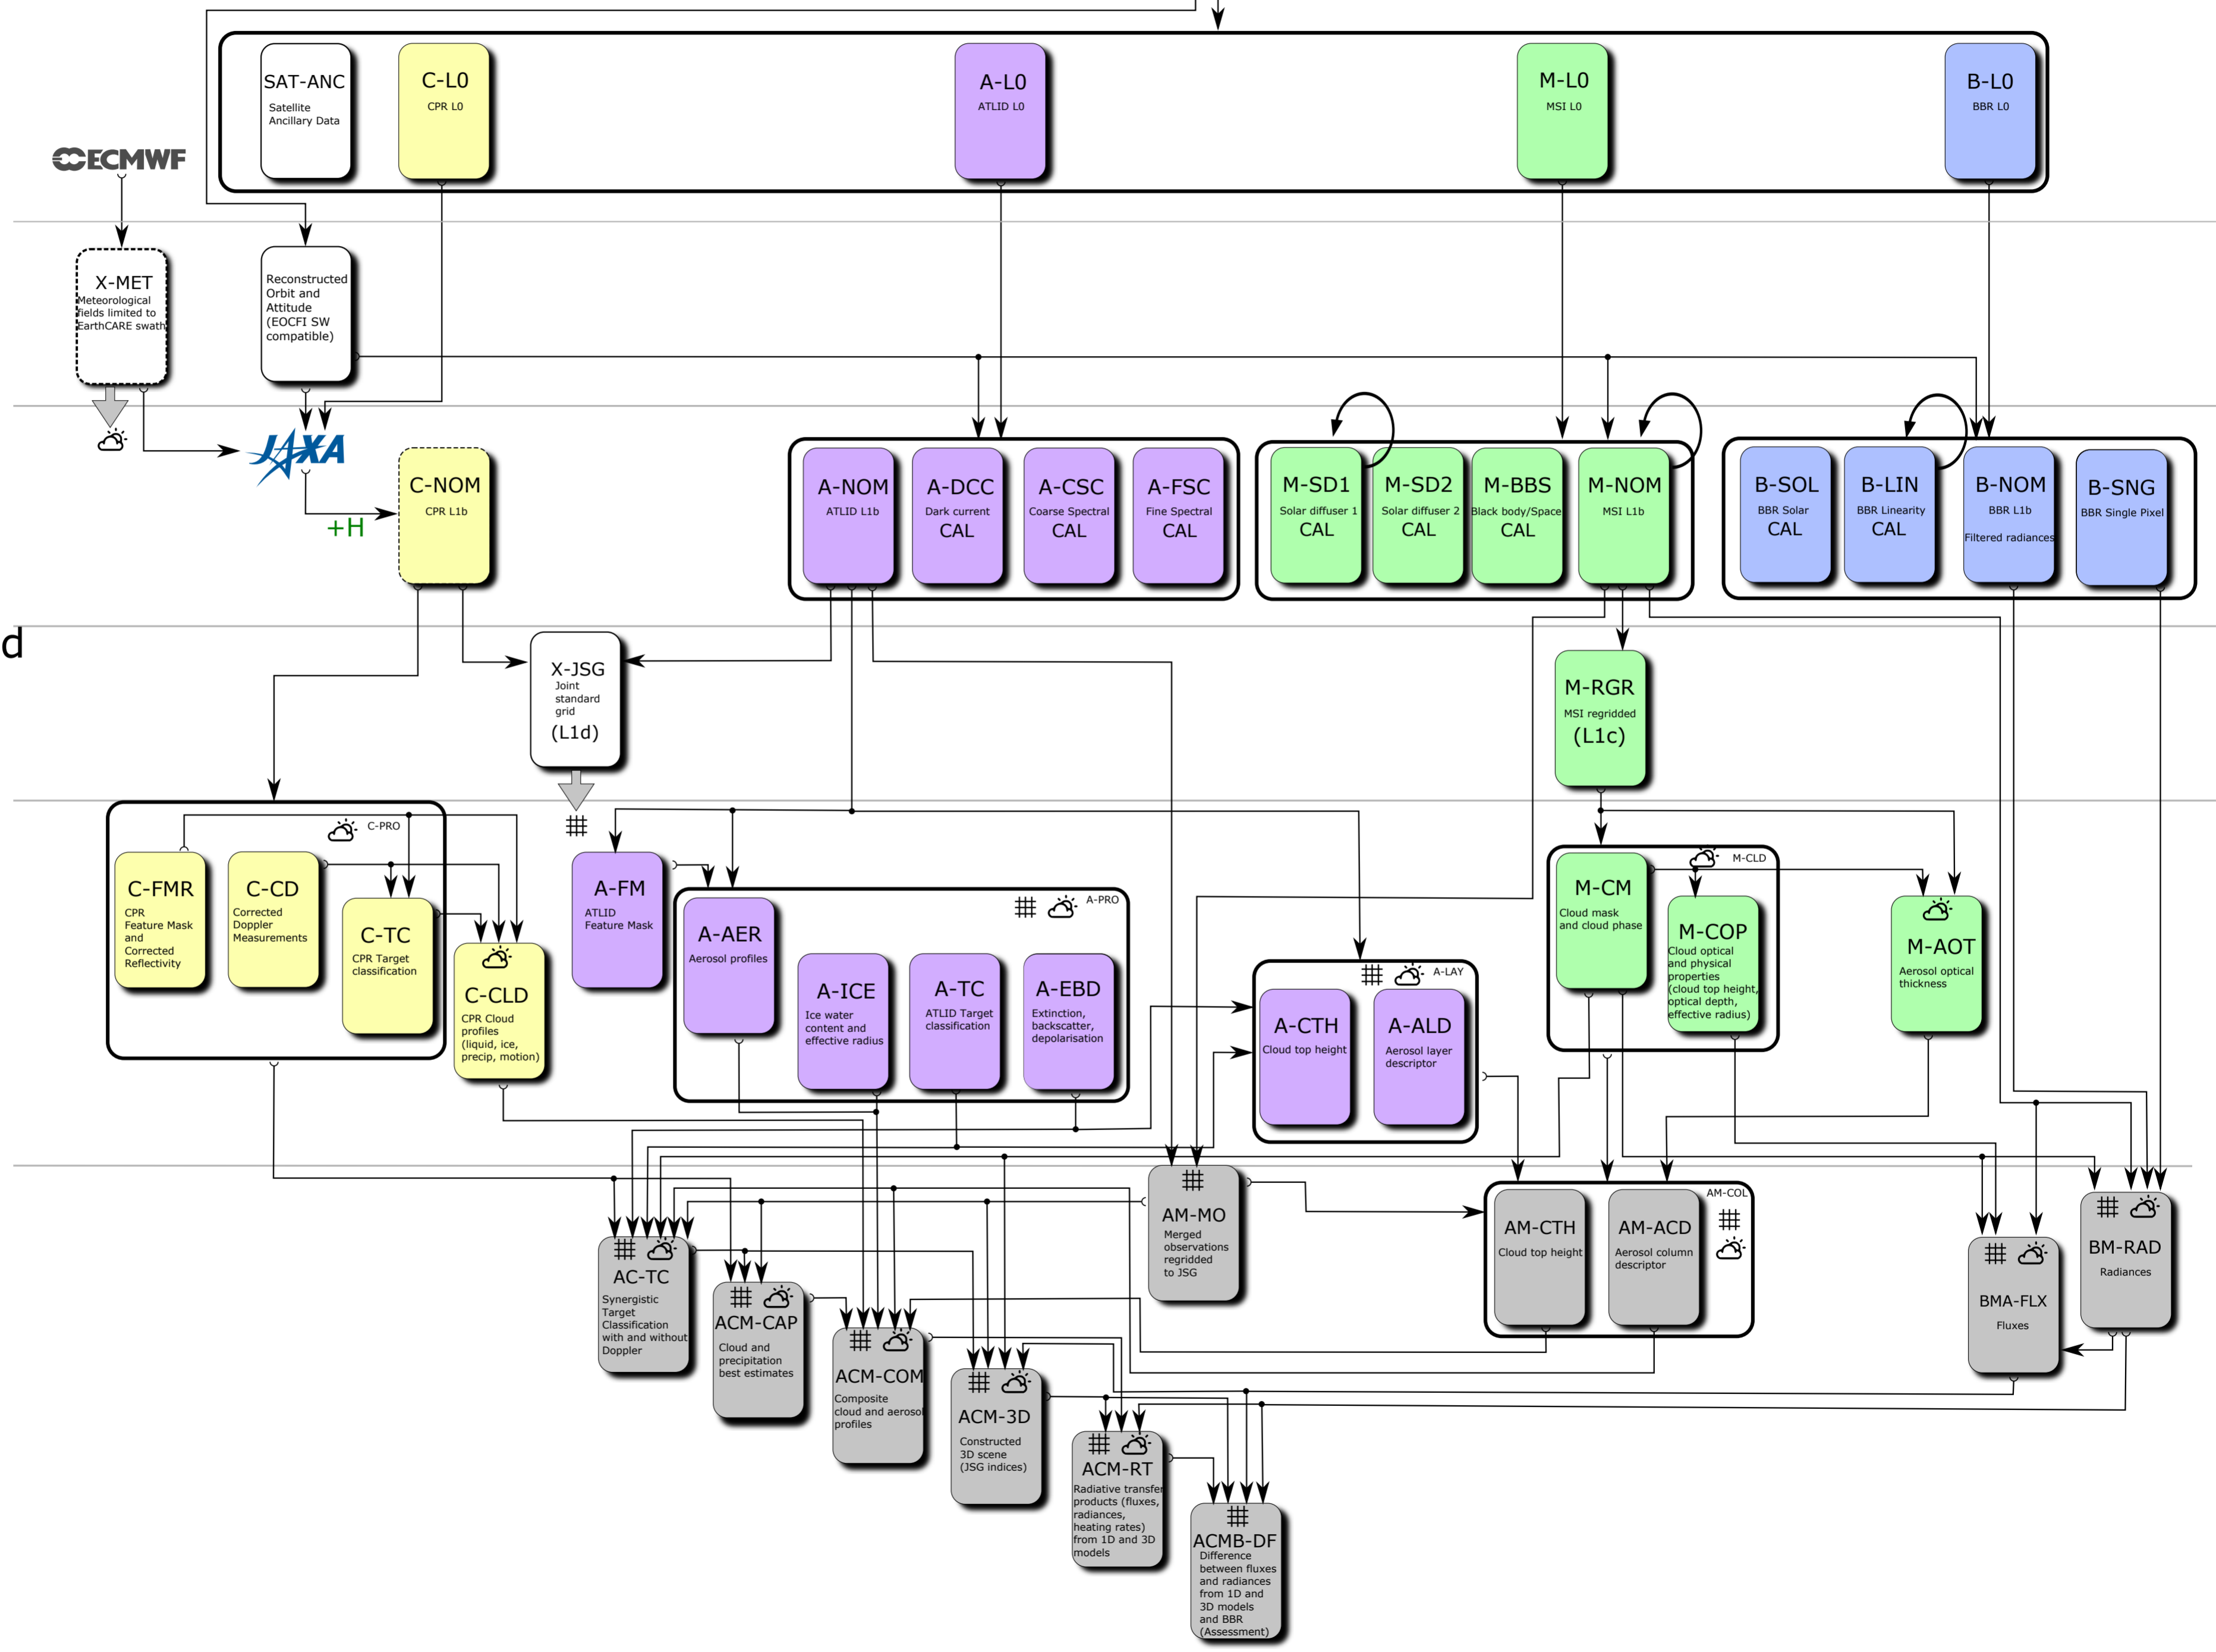 SAT-ANC
Satellite
Ancillary Data
C-L0
CPR L0
A-L0
ATLID L0
M-L0
MSI L0
B-L0
BBR L0
ECMWF
X-MET
Meteorological
fields limited to
EarthCARE swath
Reconstructed
Orbit and
Attitude
(EOCFI SW
compatible)
JAXA
+H
C-NOM
CPR L1b
A-NOM
ATLID L1b
A-DCC
Dark current
CAL
A-CSC
Coarse Spectral
CAL
A-FSC
Fine Spectral
CAL
M-SD1
Solar diffuser 1
CAL
M-SD2
Solar diffuser 2
CAL
M-BBS
Black body/Space
CAL
M-NOM
MSI L1b
B-SOL
BBR Solar
CAL
B-LIN
BBR Linearity
CAL
B-NOM
BBR L1b
Filtered radiances
B-SNG
BBR Single Pixel
d
X-JSG
Joint
standard
grid
(L1d)
M-RGR
MSI regridded
(L1c)
C-PRO
C-FMR
CPR
Feature Mask
and
Corrected
Reflectivity
C-CD
Corrected
Doppler
Measurements
C-TC
CPR Target
classification
C-CLD
CPR Cloud
profiles
(liquid, ice,
precip, motion)
A-FM
ATLID
Feature Mask
A-PRO
A-AER
Aerosol profiles
A-ICE
Ice water
content and
effective radius
A-TC
ATLID Target
classification
A-EBD
Extinction,
backscatter,
depolarisation
A-LAY
A-CTH
Cloud top height
A-ALD
Aerosol layer
descriptor
M-CLD
M-CM
Cloud mask
and cloud phase
M-COP
Cloud optical
and physical
properties
(cloud top height,
optical depth,
effective radius)
M-AOT
Aerosol optical
thickness
AM-MO
Merged
observations
regridded
to JSG
AM-COL
AM-CTH
Cloud top height
AM-ACD
Aerosol column
descriptor
BM-RAD
Radiances
BMA-FLX
Fluxes
AC-TC
Synergistic
Target
Classification
with and without
Doppler
ACM-CAP
Cloud and
precipitation
best estimates
ACM-COM
Composite
cloud and aerosol
profiles
ACM-3D
Constructed
3D scene
(JSG indices)
ACM-RT
Radiative transfer
products (fluxes,
radiances,
heating rates)
from 1D and 3D
models
ACMB-DF
Difference
between fluxes
and radiances
from 1D and
3D models
and BBR
(Assessment)